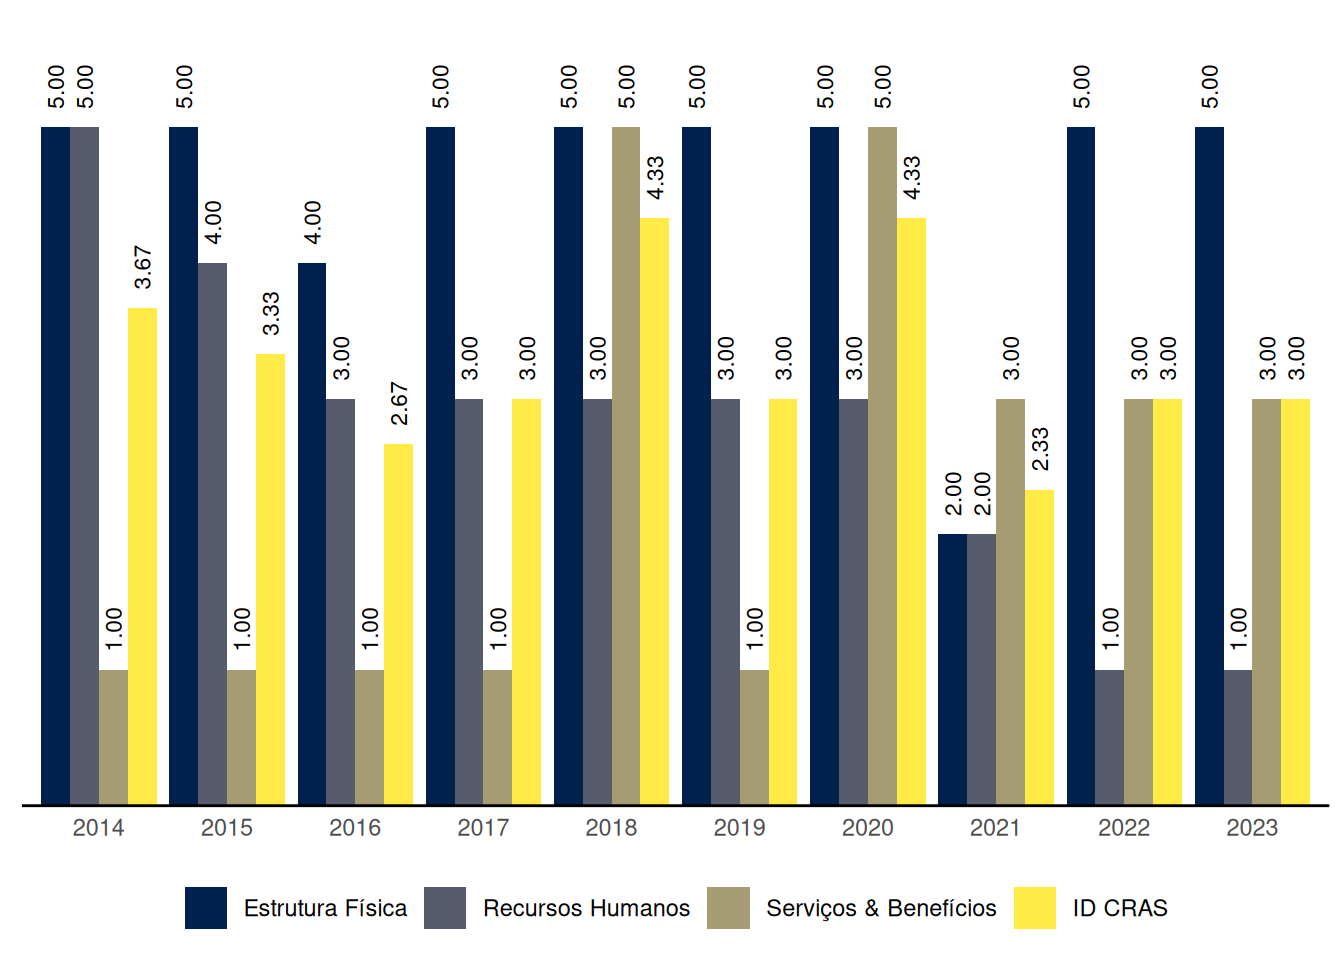 5.00 5.00 1.00 3.67 5.00 4.00 1.00 3.33 4.00 3.00 1.00 2.67 5.00 3.00 1.00 3.00 5.00 3.00 5.00 4.33 5.00 3.00 1.00 3.00 5.00 3.00 5.00 4.33 2.00 2.00 3.00 2.33 5.00 1.00 3.00 3.00 5.00 1.00 3.00 3.00
2014 2015 2016 2017 2018 2019 2020 2021 2022 2023
Estrutura Física Recursos Humanos Serviços & Benefícios ID CRAS